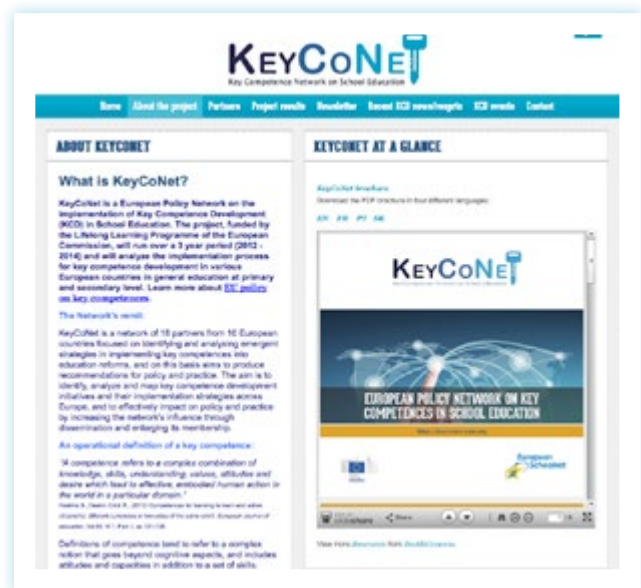 KEYCONET
Key Competence Network on School Education
Home About the project Partners Project results Newsletter Recent KCD news/reports KCD events Contact
ABOUT KEYCONET
What is KeyCoNet?
KeyCoNet is a European Policy Network on the
implementation of Key Competence Development
(KCD) in School Education. The project, funded by
the Lifelong Learning Programme of the European
Commission, will run over a 3 year period (2012 -
2014) and will analyze the implementation process
for key competence development in various
European countries in general education at primary
and secondary level. Learn more about EU policy
on key competences.
The Network's remit:
KeyCoNet is a network of 18 partners from 10 European
countries focused on identifying and analysing emergent
strategies in implementing key competences into
education reforms, and on this basis aims to produce
recommendations for policy and practice. The aim is to
identify, analyze and map key competence development
initiatives and their implementation strategies across
Europe, and to effectively impact on policy and practice
by increasing the network's influence through
dissemination and enlarging its membership.
An operational definition of a key competence:
"A competence refers to a complex combination of
knowledge, skills, understanding, values, attitudes and
desire which lead to effective, embodied human action in
the world in a particular domain."
Definitions of competence tend to refer to a complex
notion that goes beyond cognitive aspects, and includes
attitudes and capacities in addition to a set of skills.
KEYCONET AT A GLANCE
KeyCoNet brochure
Download the PDF brochure in four different languages:
EN FR PT
KEYCONET
EUROPEAN POLICY NETWORK ON KEY
COMPETENCES IN SCHOOL EDUCATION
European
Schoolnet
slideshare Share
View more documents from